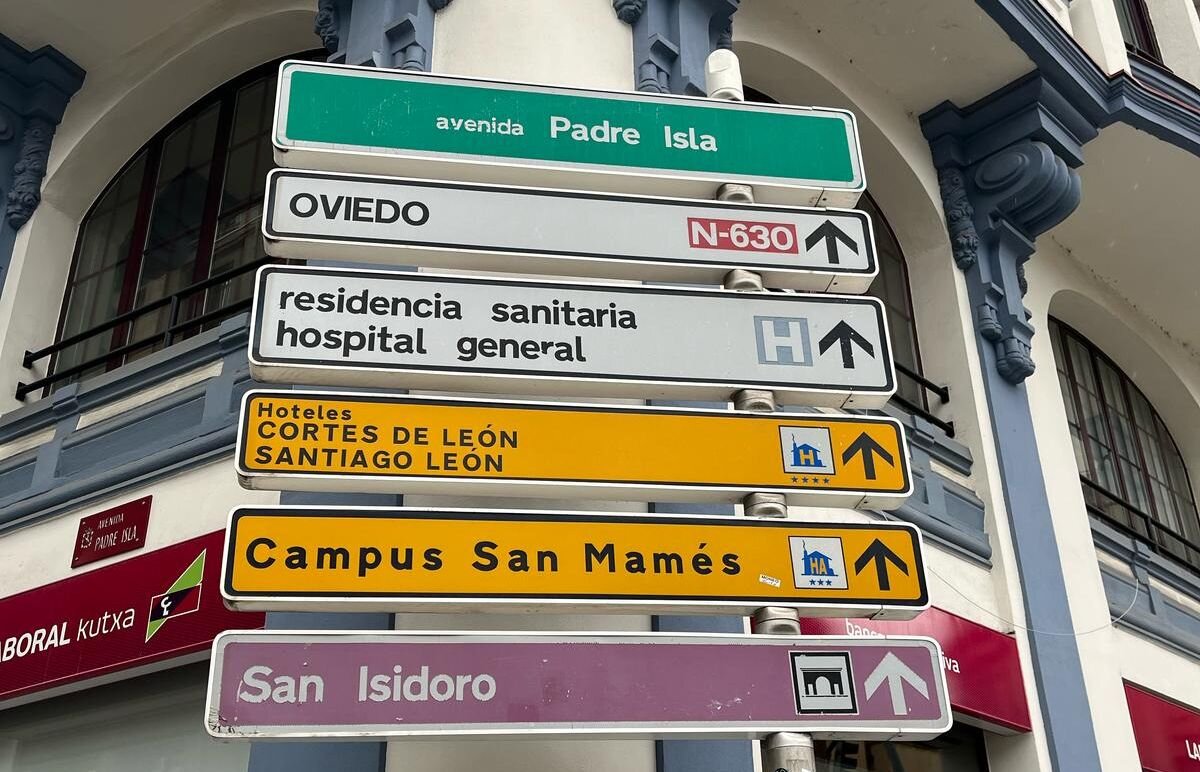 avenida Padre Isla
OVIEDO N-630
residencia sanitaria
hospital general H
Hoteles
CORTES DE LEÓN
SANTIAGO LEÓN H
Campus San Mamés HA
San Isidoro
AVENIDA
PADRE ISLA
LABORAL kutxa